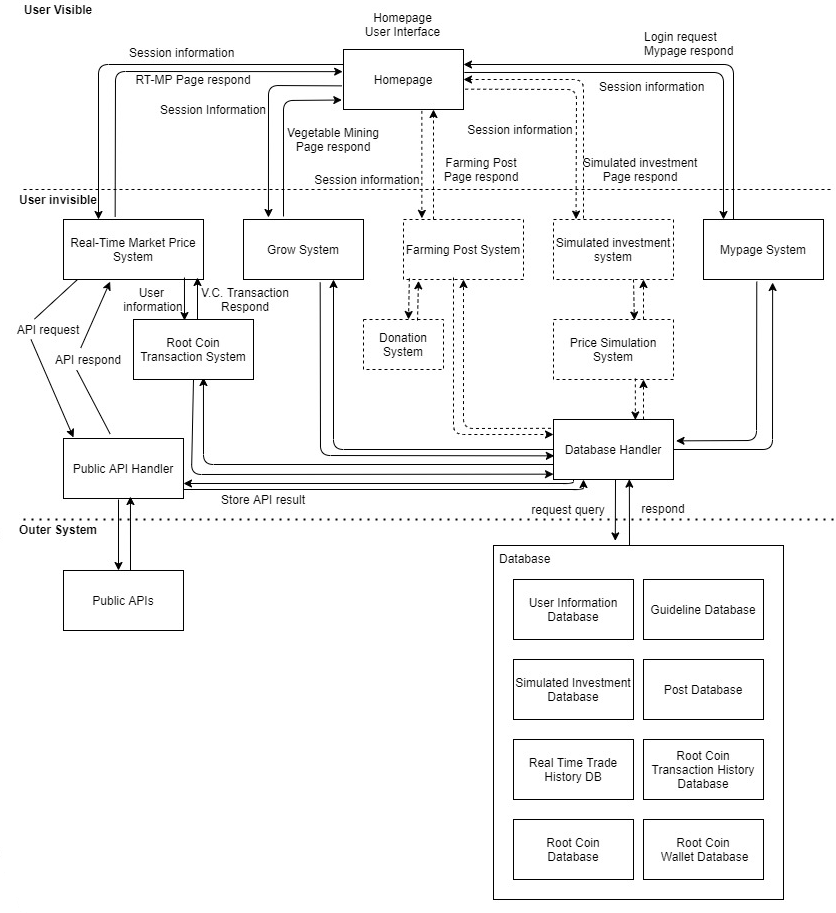 User Visible
Homepage
User Interface
Homepage
Session information
RT-MP Page respond
Session Information
Vegetable Mining
Page respond
Session information
Farming Post
Page respond
Session information
Simulated investment
Page respond
Login request
Mypage respond
Session information
User invisible
Real-Time Market Price
System
Grow System
Farming Post System
Simulated investment
system
Mypage System
User
information
V.C. Transaction
Respond
API request
API respond
Root Coin
Transaction System
Donation
System
Price Simulation
System
Public API Handler
Database Handler
Store API result
request query
respond
Outer System
Public APIs
Database
User Information
Database
Guideline Database
Simulated Investment
Database
Post Database
Real Time Trade
History DB
Root Coin
Transaction History
Database
Root Coin
Database
Root Coin
Wallet Database